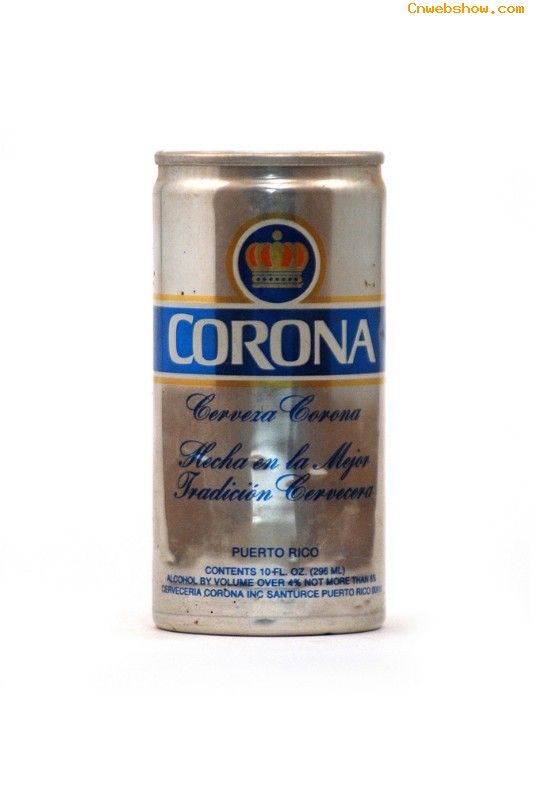 Cnwebshow.com
CORONA
Cerveza Corona
Hecha en la Mejor
Tradición Cervecera
PUERTO RICO
CONTENTS 10 FL. OZ. (296 ML)
ALCOHOL BY VOLUME OVER 4% NOT MORE THAN 5%
CERVECERIA CORONA INC SANTURCE PUERTO RICO